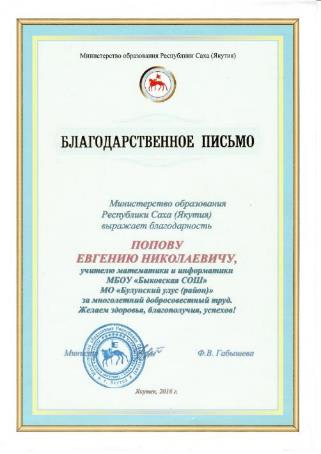 Министерство образования Республики Саха (Якутия)
БЛАГОДАРСТВЕННОЕ ПИСЬМО
Министерство образования
Республики Саха (Якутия)
выражает благодарность
ПОПОВУ
ЕВГЕНИЮ НИКОЛАЕВИЧУ,
учителю математики и информатики
МБОУ «Быковская СОШ»
МО «Булунский улус (район)»
за многолетний добросовестный труд.
Желаем здоровья, благополучия, успехов!
Ф.В. Габышева
Якутск, 2016 г.